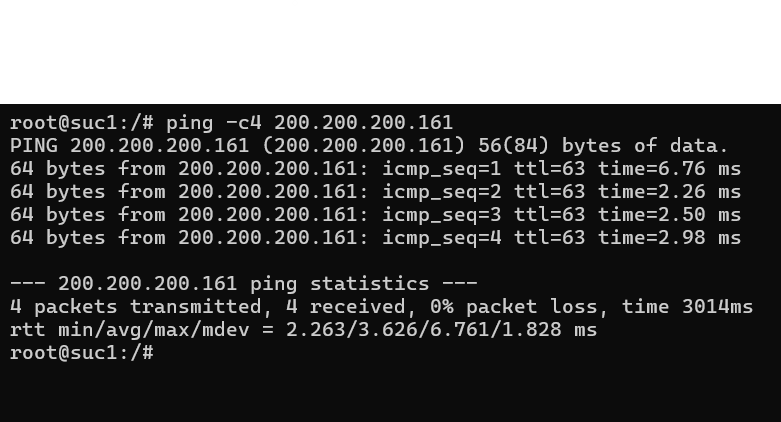 root@suc1:/# ping -c4 200.200.200.161
PING 200.200.200.161 (200.200.200.161) 56(84) bytes of data.
64 bytes from 200.200.200.161: icmp_seq=1 ttl=63 time=6.76 ms
64 bytes from 200.200.200.161: icmp_seq=2 ttl=63 time=2.26 ms
64 bytes from 200.200.200.161: icmp_seq=3 ttl=63 time=2.50 ms
64 bytes from 200.200.200.161: icmp_seq=4 ttl=63 time=2.98 ms
--- 200.200.200.161 ping statistics ---
4 packets transmitted, 4 received, 0% packet loss, time 3014ms
rtt min/avg/max/mdev = 2.263/3.626/6.761/1.828 ms
root@suc1:/#